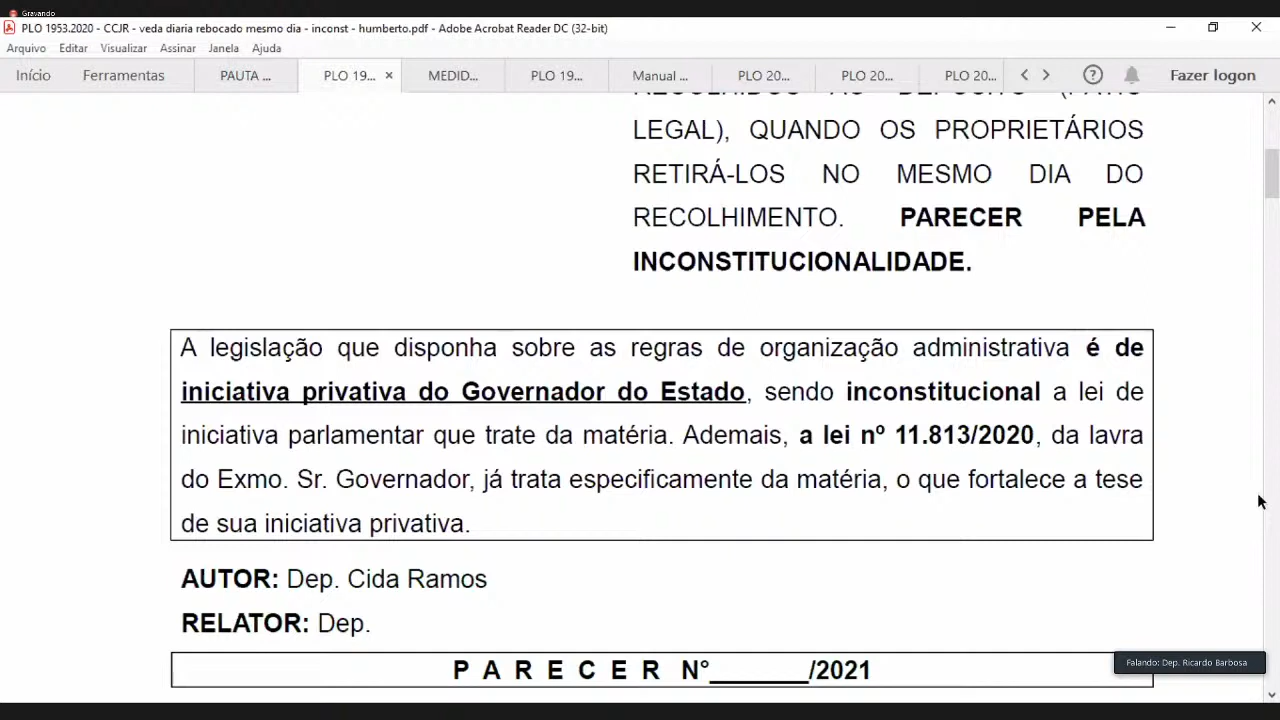 Gravando
PLO 1953.2020 - CCJR - veda diaria rebocado mesmo dia - inconst - humberto.pdf - Adobe Acrobat Reader DC (32-bit)
Arquivo Editar Visualizar Assinar Janela Ajuda
Início Ferramentas PAUTA ... PLO 19... × MEDID... PLO 19... Manual ... PLO 20... PLO 20... PLO 20... Fazer logon
LEGAL), QUANDO OS PROPRIETÁRIOS
RETIRÁ-LOS NO MESMO DIA DO
RECOLHIMENTO. PARECER PELA
INCONSTITUCIONALIDADE.
A legislação que disponha sobre as regras de organização administrativa é de
iniciativa privativa do Governador do Estado, sendo inconstitucional a lei de
iniciativa parlamentar que trate da matéria. Ademais, a lei nº 11.813/2020, da lavra
do Exmo. Sr. Governador, já trata especificamente da matéria, o que fortalece a tese
de sua iniciativa privativa.
AUTOR: Dep. Cida Ramos
RELATOR: Dep.
P A R E C E R N°_______/2021
Falando: Dep. Ricardo Barbosa